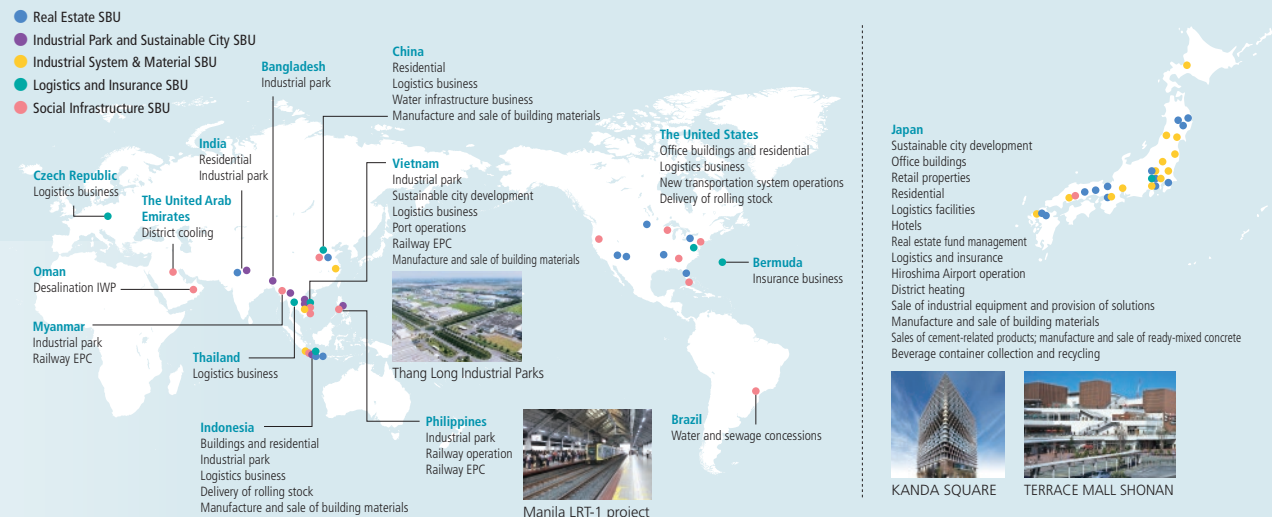 Real Estate SBU
Industrial Park and Sustainable City SBU
Industrial System & Material SBU
Logistics and Insurance SBU
Social Infrastructure SBU
Bangladesh
Industrial park
China
Residential
Logistics business
Water infrastructure business
Manufacture and sale of building materials
India
Residential
Industrial park
Czech Republic
Logistics business
The United Arab
Emirates
District cooling
Oman
Desalination IWP
Myanmar
Industrial park
Railway EPC
Thailand
Logistics business
Vietnam
Industrial park
Sustainable city development
Logistics business
Port operations
Railway EPC
Manufacture and sale of building materials
Thang Long Industrial Parks
Indonesia
Buildings and residential
Industrial park
Logistics business
Delivery of rolling stock
Manufacture and sale of building materials
Philippines
Industrial park
Railway operation
Railway EPC
Manila LRT-1 project
The United States
Office buildings and residential
Logistics business
New transportation system operations
Delivery of rolling stock
Bermuda
Insurance business
Brazil
Water and sewage concessions
Japan
Sustainable city development
Office buildings
Retail properties
Residential
Logistics facilities
Hotels
Real estate fund management
Logistics and insurance
Hiroshima Airport operation
District heating
Sale of industrial equipment and provision of solutions
Manufacture and sale of building materials
Sales of cement-related products; manufacture and sale of ready-mixed concrete
Beverage container collection and recycling
KANDA SQUARE
TERRACE MALL SHONAN